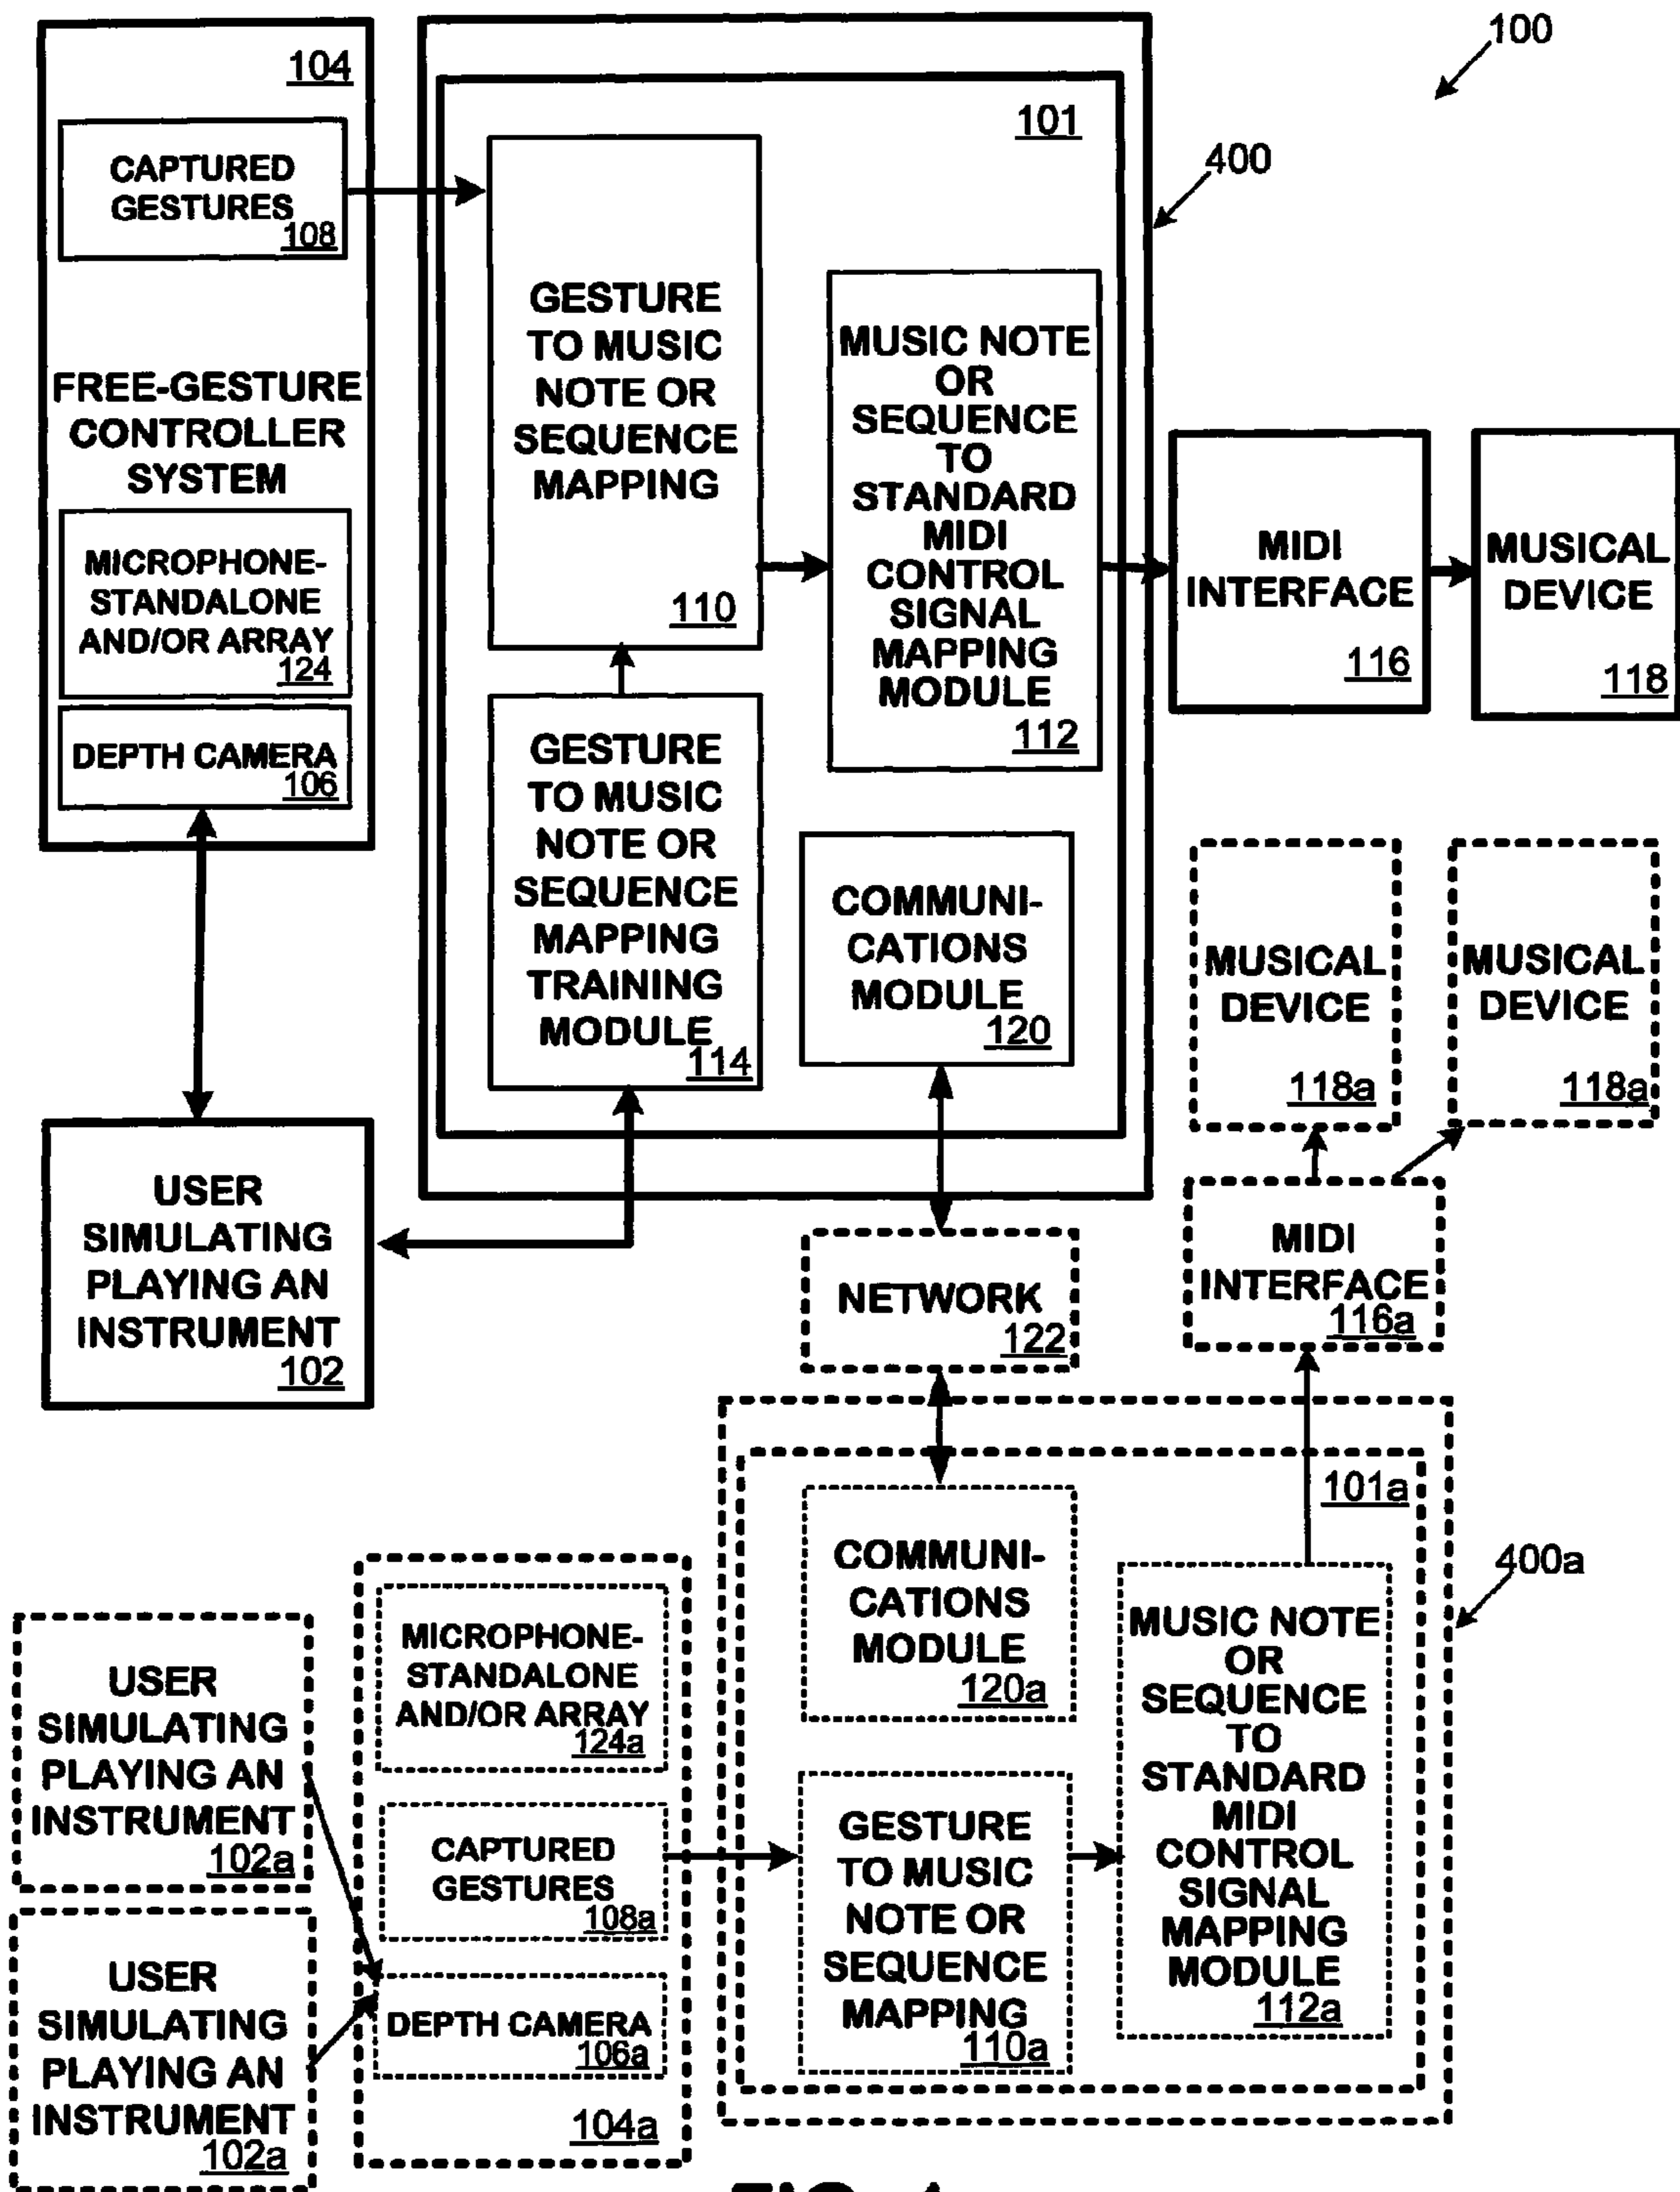 100
104
CAPTURED
GESTURES
108
FREE-GESTURE
CONTROLLER
SYSTEM
MICROPHONE-
STANDALONE
AND/OR ARRAY
124
DEPTH CAMERA
106
101
400
GESTURE
TO MUSIC
NOTE OR
SEQUENCE
MAPPING
110
MUSIC NOTE
OR
SEQUENCE
TO
STANDARD
MIDI
CONTROL
SIGNAL
MAPPING
MODULE
112
MIDI
INTERFACE
116
MUSICAL
DEVICE
118
GESTURE
TO MUSIC
NOTE OR
SEQUENCE
MAPPING
TRAINING
MODULE
114
COMMUNI-
CATIONS
MODULE
120
MUSICAL
DEVICE
118a
MUSICAL
DEVICE
118a
USER
SIMULATING
PLAYING AN
INSTRUMENT
102
NETWORK
122
MIDI
INTERFACE
116a
101a
400a
COMMUNI-
CATIONS
MODULE
120a
MUSIC NOTE
OR
SEQUENCE
TO
STANDARD
MIDI
CONTROL
SIGNAL
MAPPING
MODULE
112a
USER
SIMULATING
PLAYING AN
INSTRUMENT
102a
MICROPHONE-
STANDALONE
AND/OR ARRAY
124a
CAPTURED
GESTURES
108a
GESTURE
TO MUSIC
NOTE OR
SEQUENCE
MAPPING
110a
USER
SIMULATING
PLAYING AN
INSTRUMENT
102a
DEPTH CAMERA
106a
104a